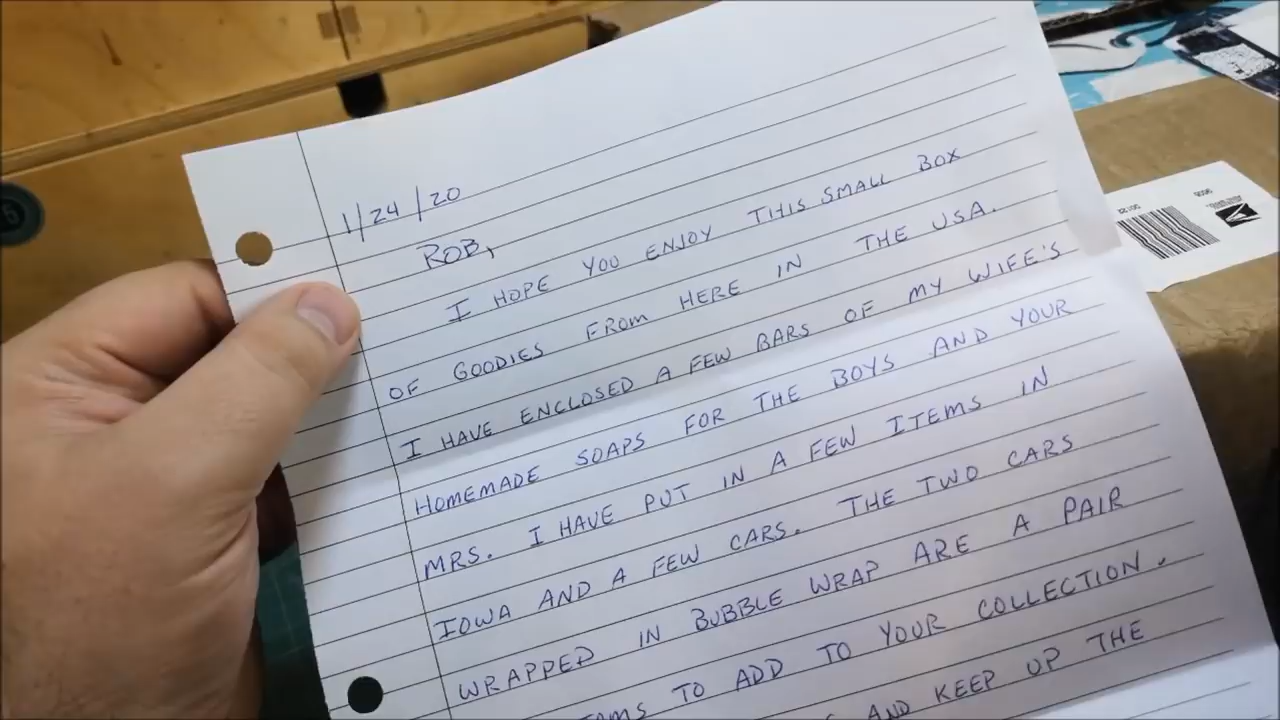 1/24/20
ROB,
I HOPE YOU ENJOY THIS SMALL BOX
OF GOODIES FROM HERE IN THE USA.
I HAVE ENCLOSED A FEW BARS OF MY WIFE'S
HOMEMADE SOAPS FOR THE BOYS AND YOUR
MRS. I HAVE PUT IN A FEW ITEMS IN
IOWA AND A FEW CARS. THE TWO CARS
WRAPPED IN BUBBLE WRAP ARE A PAIR
TO ADD TO YOUR COLLECTION.
AND KEEP UP THE